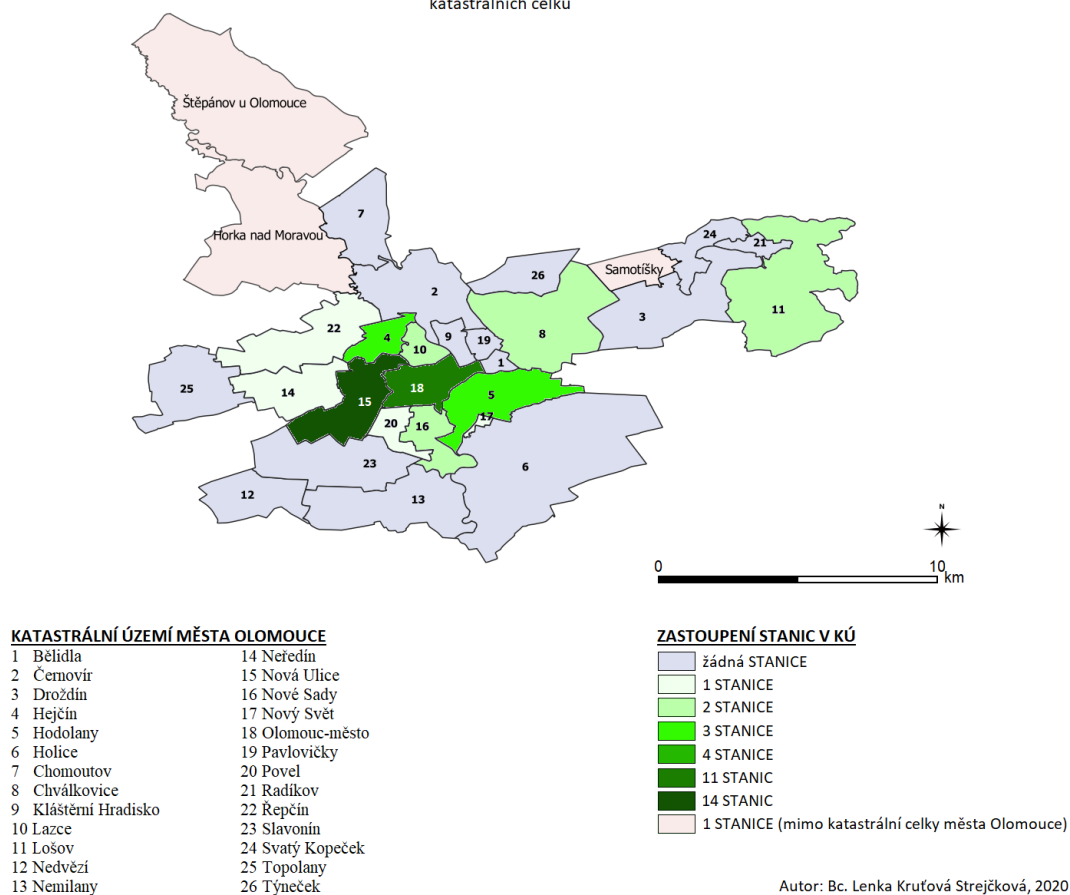 katastrálních celků
Štěpánov u Olomouce
7
Horka nad Moravou
24
21
Samotíšky
26
2
11
3
22
4
9
19
8
10
1
25
14
18
5
15
17
20
16
23
6
12
13
N
0 10
km
KATASTRÁLNÍ ÚZEMÍ MĚSTA OLOMOUCE
1 Bělidla
2 Černovír
3 Droždín
4 Hejčín
5 Hodolany
6 Holice
7 Chomoutov
8 Chválkovice
9 Kláštěrní Hradisko
10 Lazce
11 Lošov
12 Nedvězí
13 Nemilany
14 Neředín
15 Nová Ulice
16 Nové Sady
17 Nový Svět
18 Olomouc-město
19 Pavlovičky
20 Povel
21 Radíkov
22 Řepčín
23 Slavonín
24 Svatý Kopeček
25 Topolany
26 Týneček
ZASTOUPENÍ STANIC V KÚ
žádná STANICE
1 STANICE
2 STANICE
3 STANICE
4 STANICE
11 STANIC
14 STANIC
1 STANICE (mimo katastrální celky města Olomouce)
Autor: Bc. Lenka Kruťová Strejčková, 2020